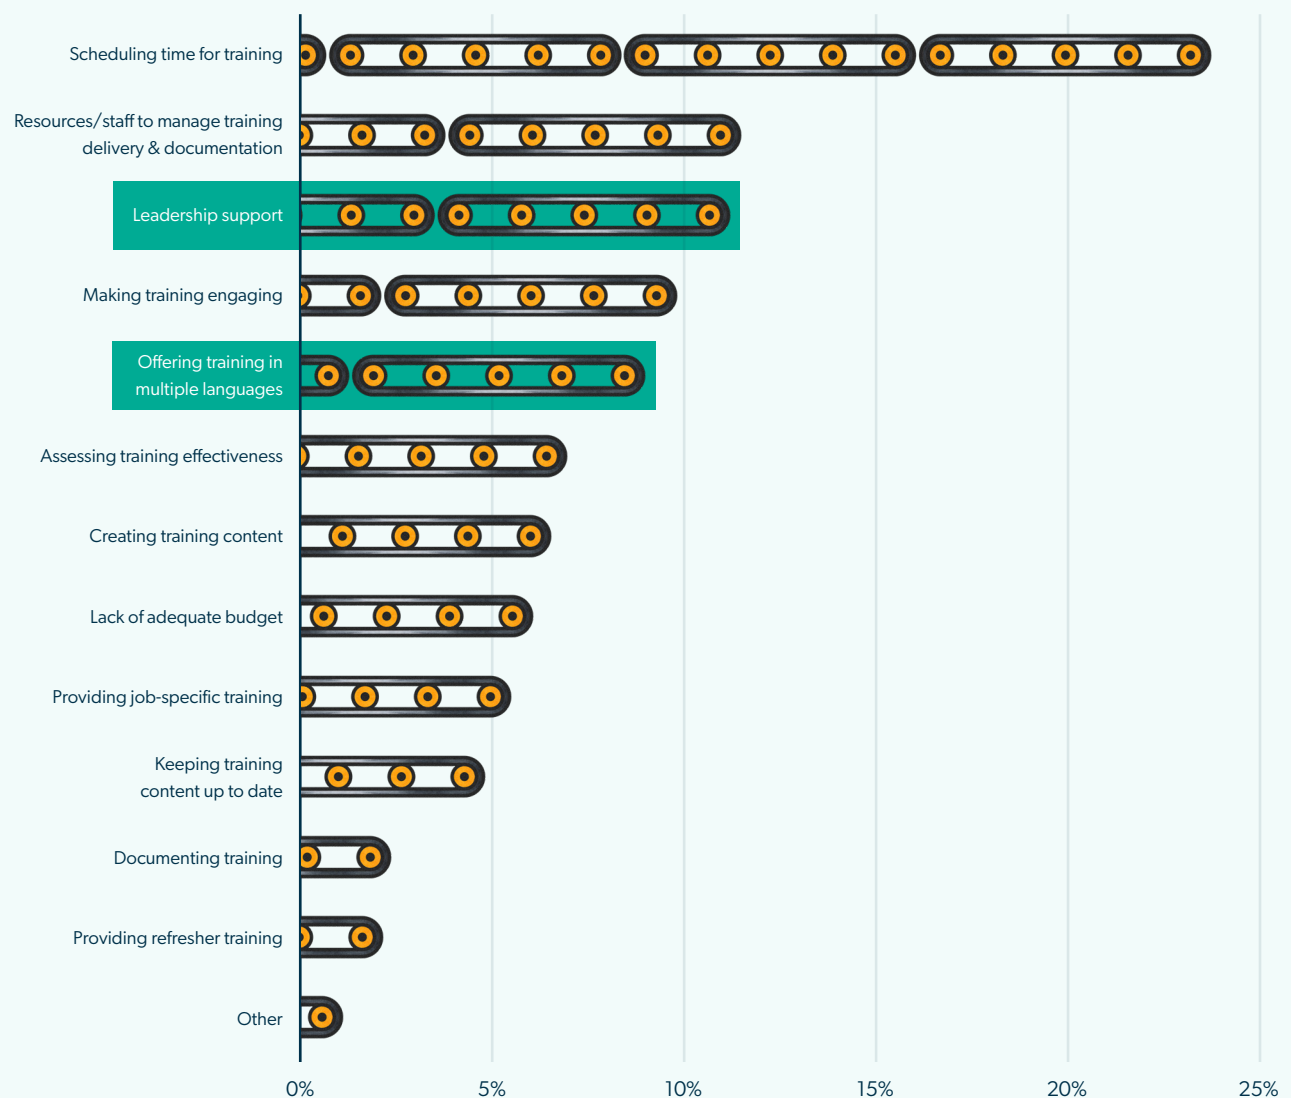 Scheduling time for training
Resources/staff to manage training
delivery & documentation
Leadership support
Making training engaging
Offering training in
multiple languages
Assessing training effectiveness
Creating training content
Lack of adequate budget
Providing job-specific training
Keeping training
content up to date
Documenting training
Providing refresher training
Other
0% 5% 10% 15% 20% 25%